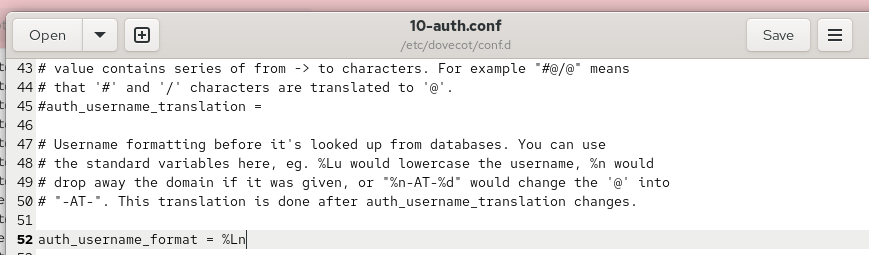 Open
10-auth.conf
/etc/dovecot/conf.d
Save
43 # value contains series of from -> to characters. For example "#@/@" means
44 # that '#' and '/' characters are translated to '@'.
45 #auth_username_translation =
46
47 # Username formatting before it's looked up from databases. You can use
48 # the standard variables here, eg. %Lu would lowercase the username, %n would
49 # drop away the domain if it was given, or "%n-AT-%d" would change the '@' into
50 # "-AT-". This translation is done after auth_username_translation changes.
51
52 auth_username_format = %Ln